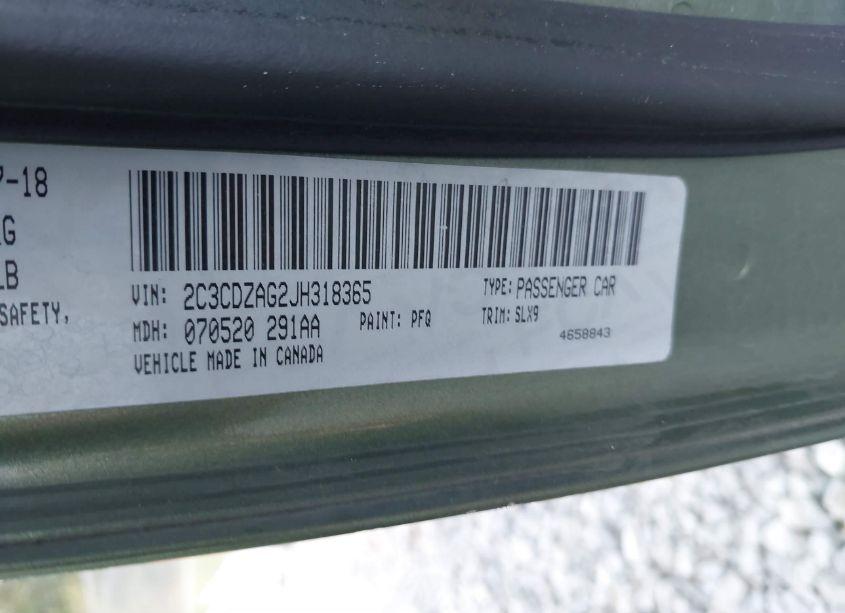 7-18
G
LB
SAFETY,
VIN: 2C3CDZAG2JH318365 TYPE: PASSENGER CAR
MDH: 070520 291AA PAINT: PFQ TRIM: SLX9
VEHICLE MADE IN CANADA 4658843